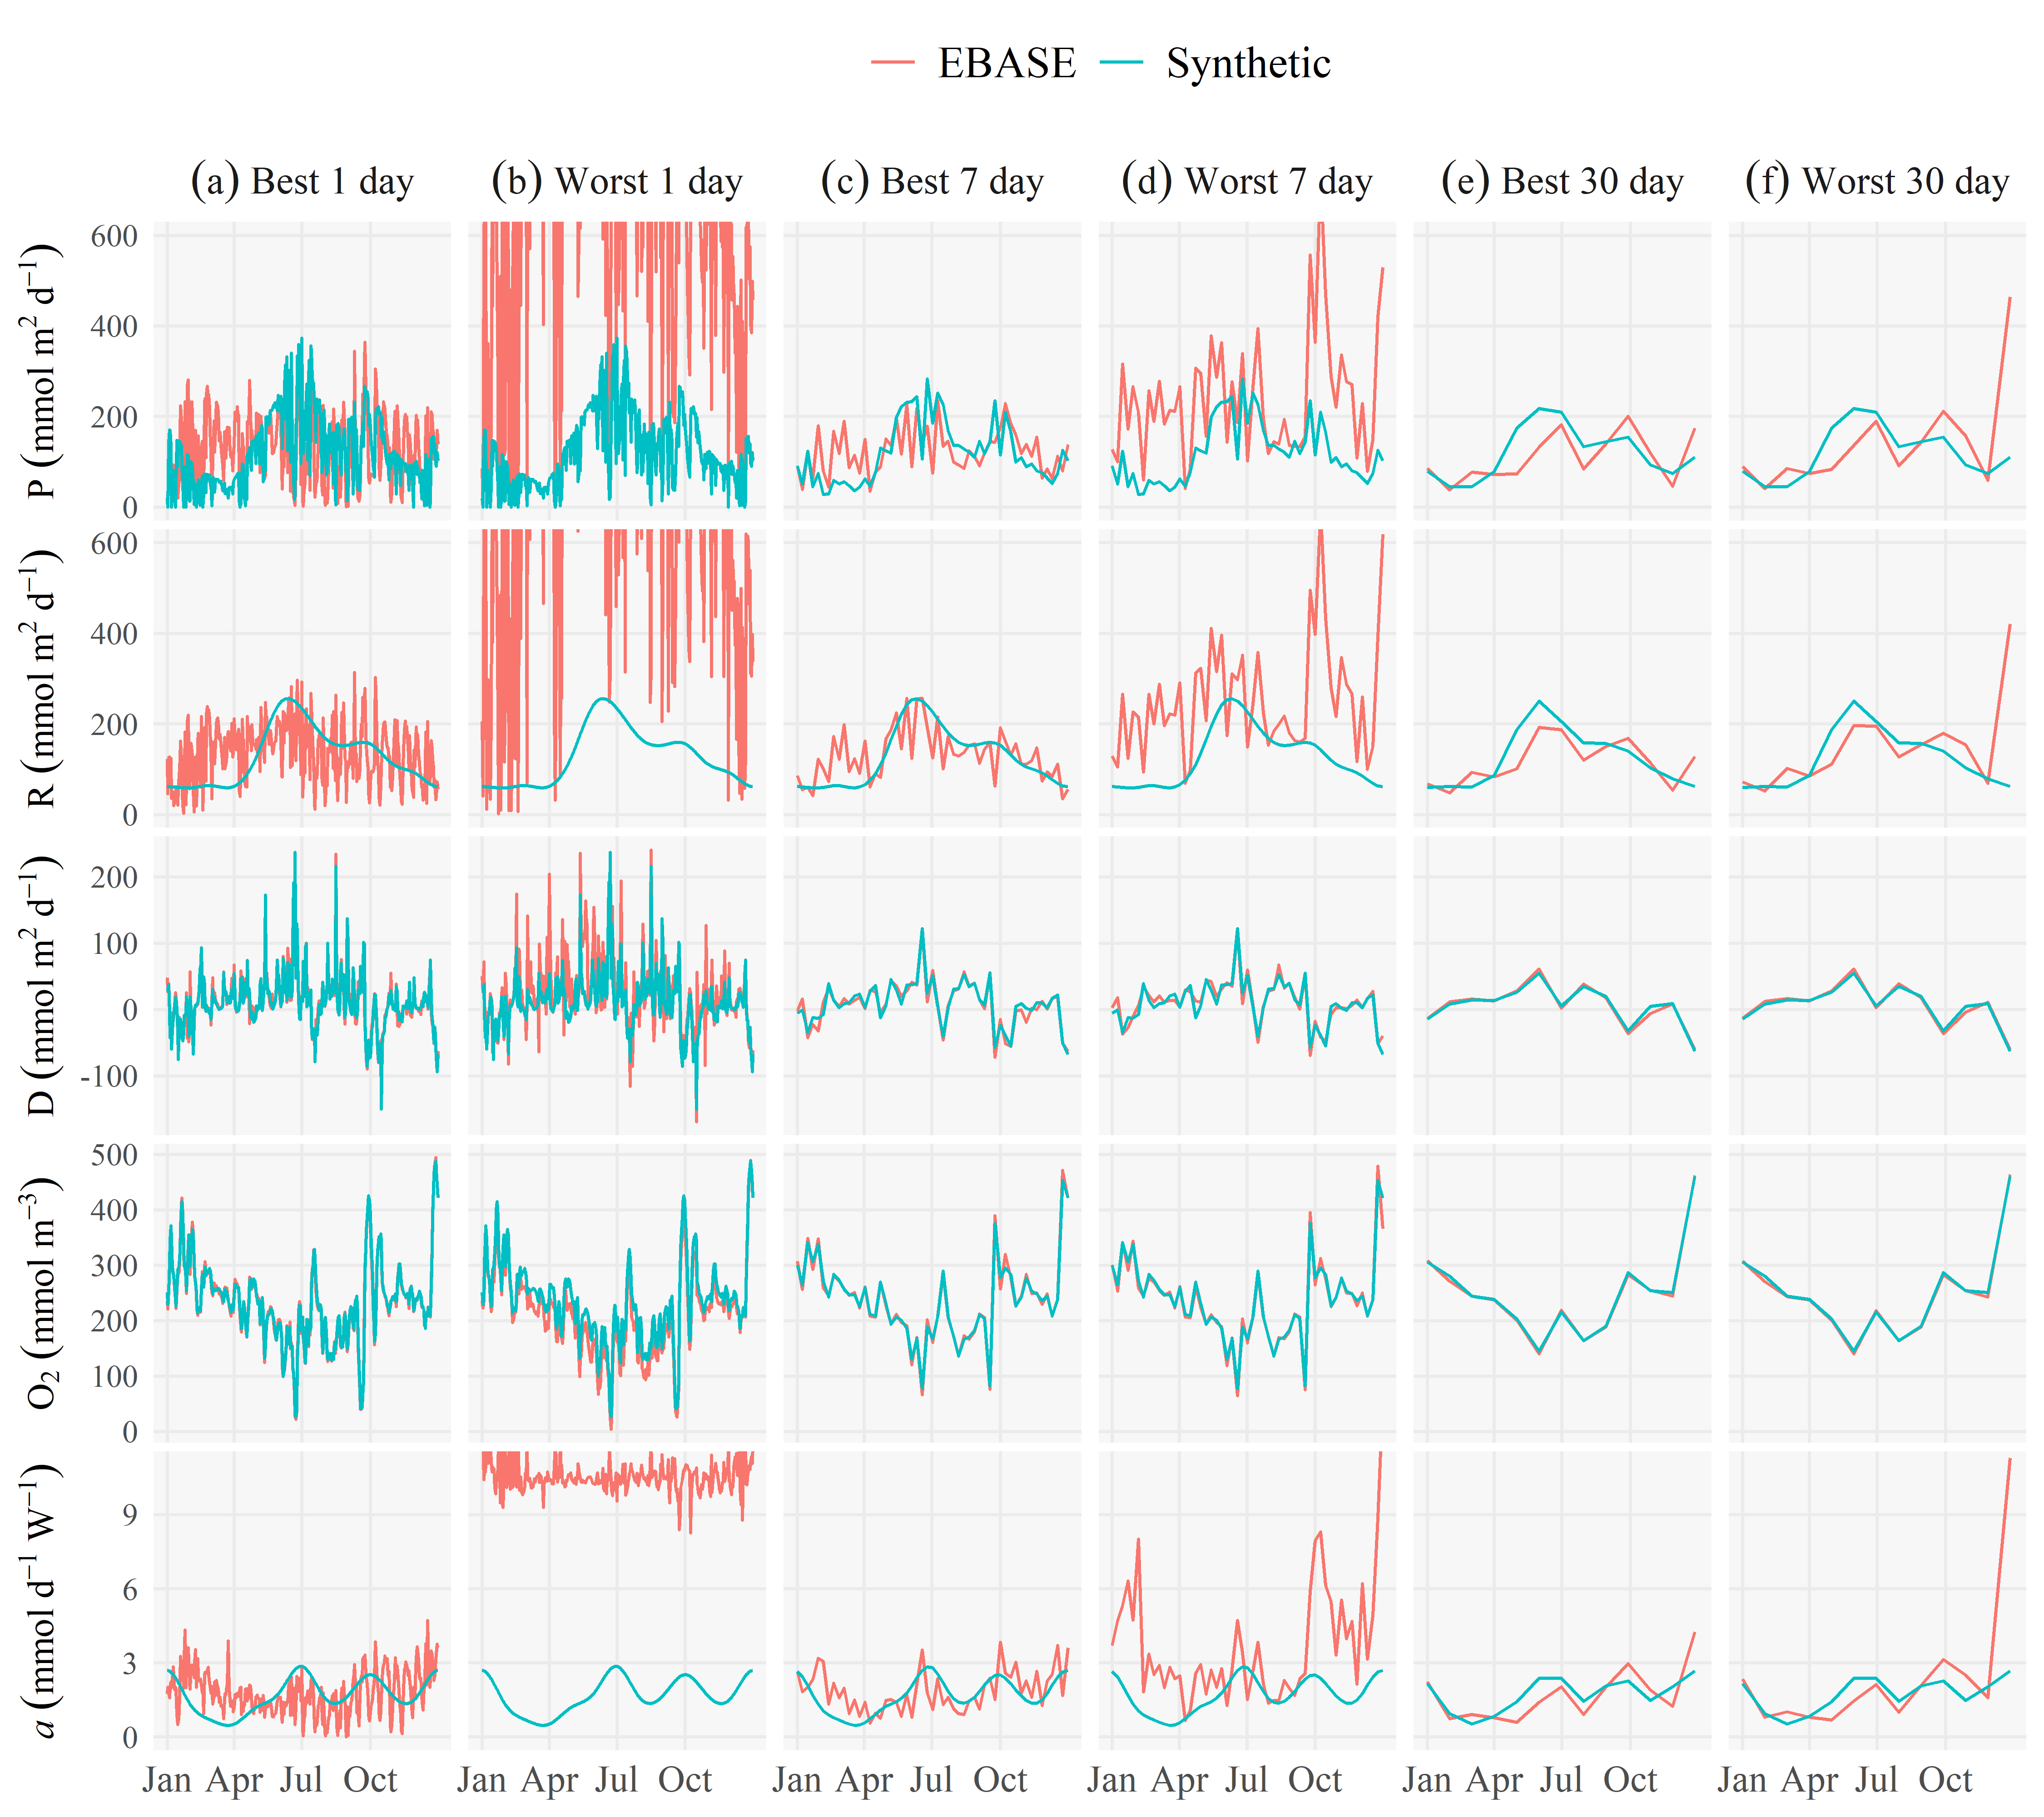 EBASE Synthetic
(a) Best 1 day (b) Worst 1 day (c) Best 7 day (d) Worst 7 day (e) Best 30 day (f) Worst 30 day
P (mmol m² d⁻¹)
600
400
200
0
R (mmol m² d⁻¹)
600
400
200
0
D (mmol m² d⁻¹)
200
100
0
-100
O₂ (mmol m⁻³)
500
400
300
200
100
0
a (mmol d⁻¹ W⁻¹)
9
6
3
0
Jan Apr Jul Oct Jan Apr Jul Oct Jan Apr Jul Oct Jan Apr Jul Oct Jan Apr Jul Oct Jan Apr Jul Oct